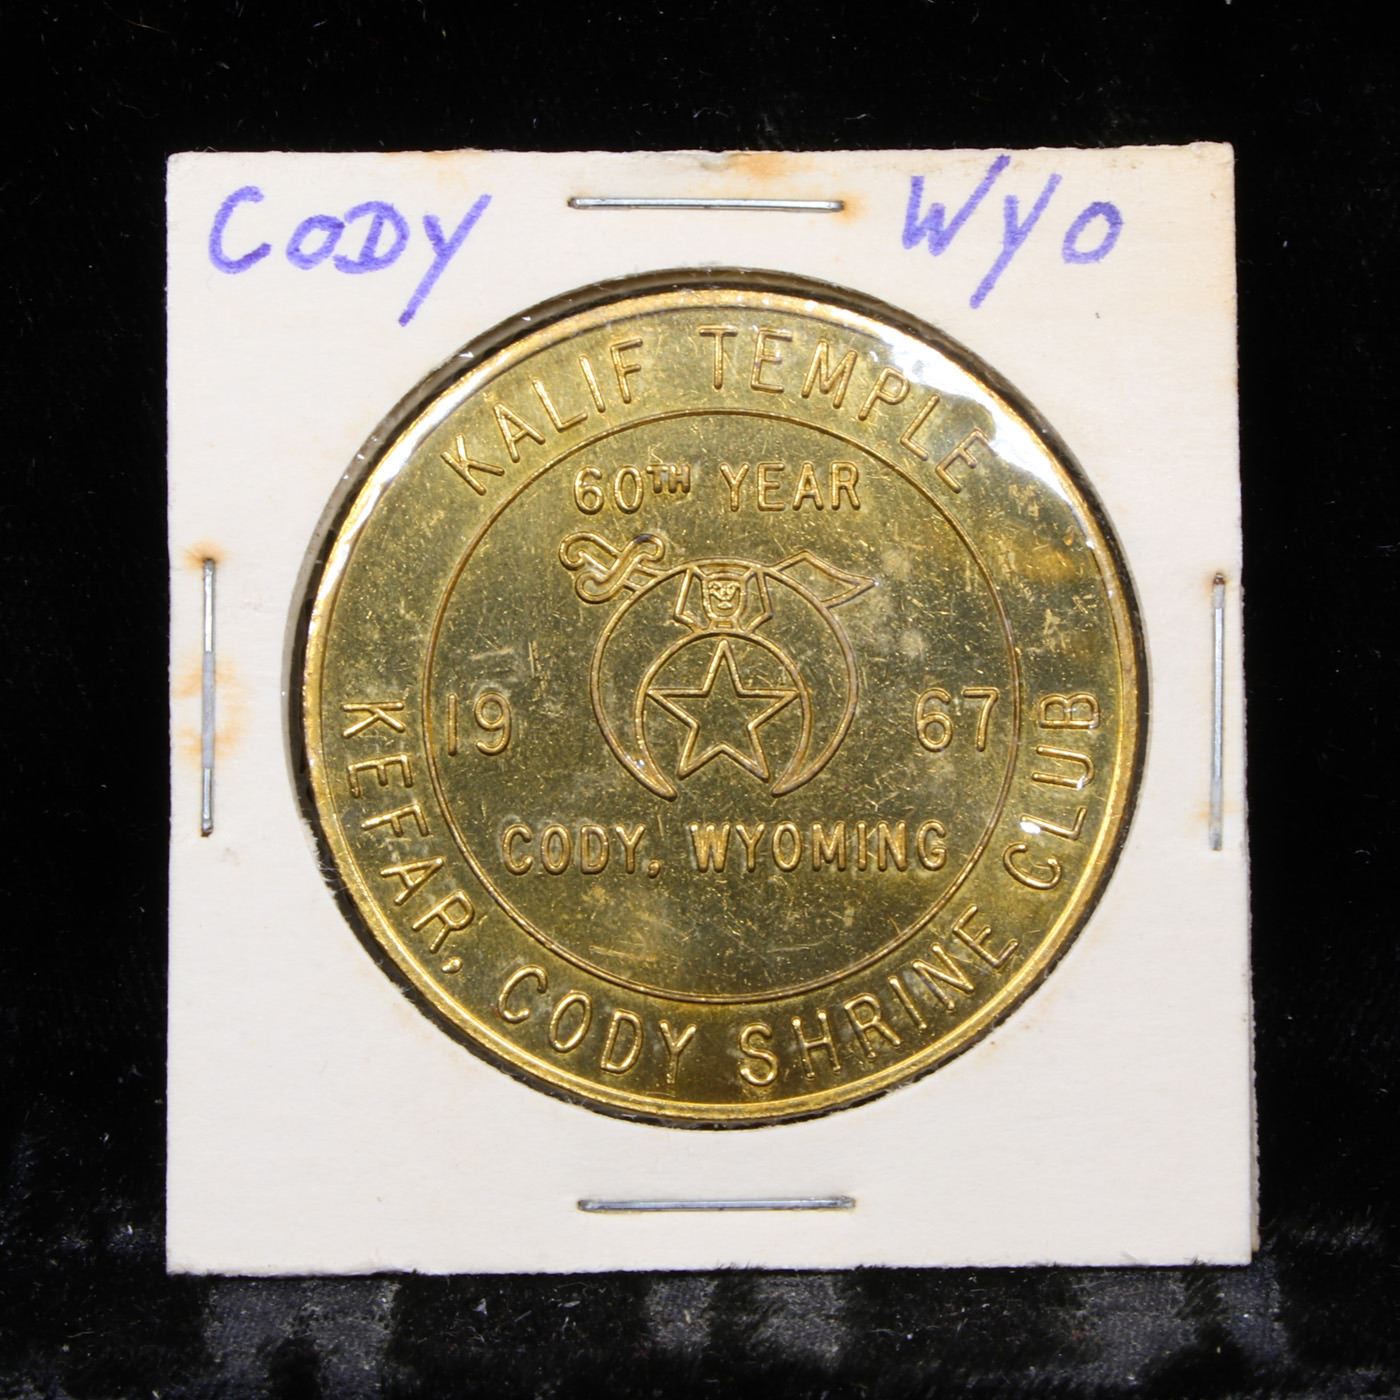 CODY WYO
KALIF TEMPLE
60TH YEAR
19 67
CODY, WYOMING
KEFAR, CODY SHRINE CLUB